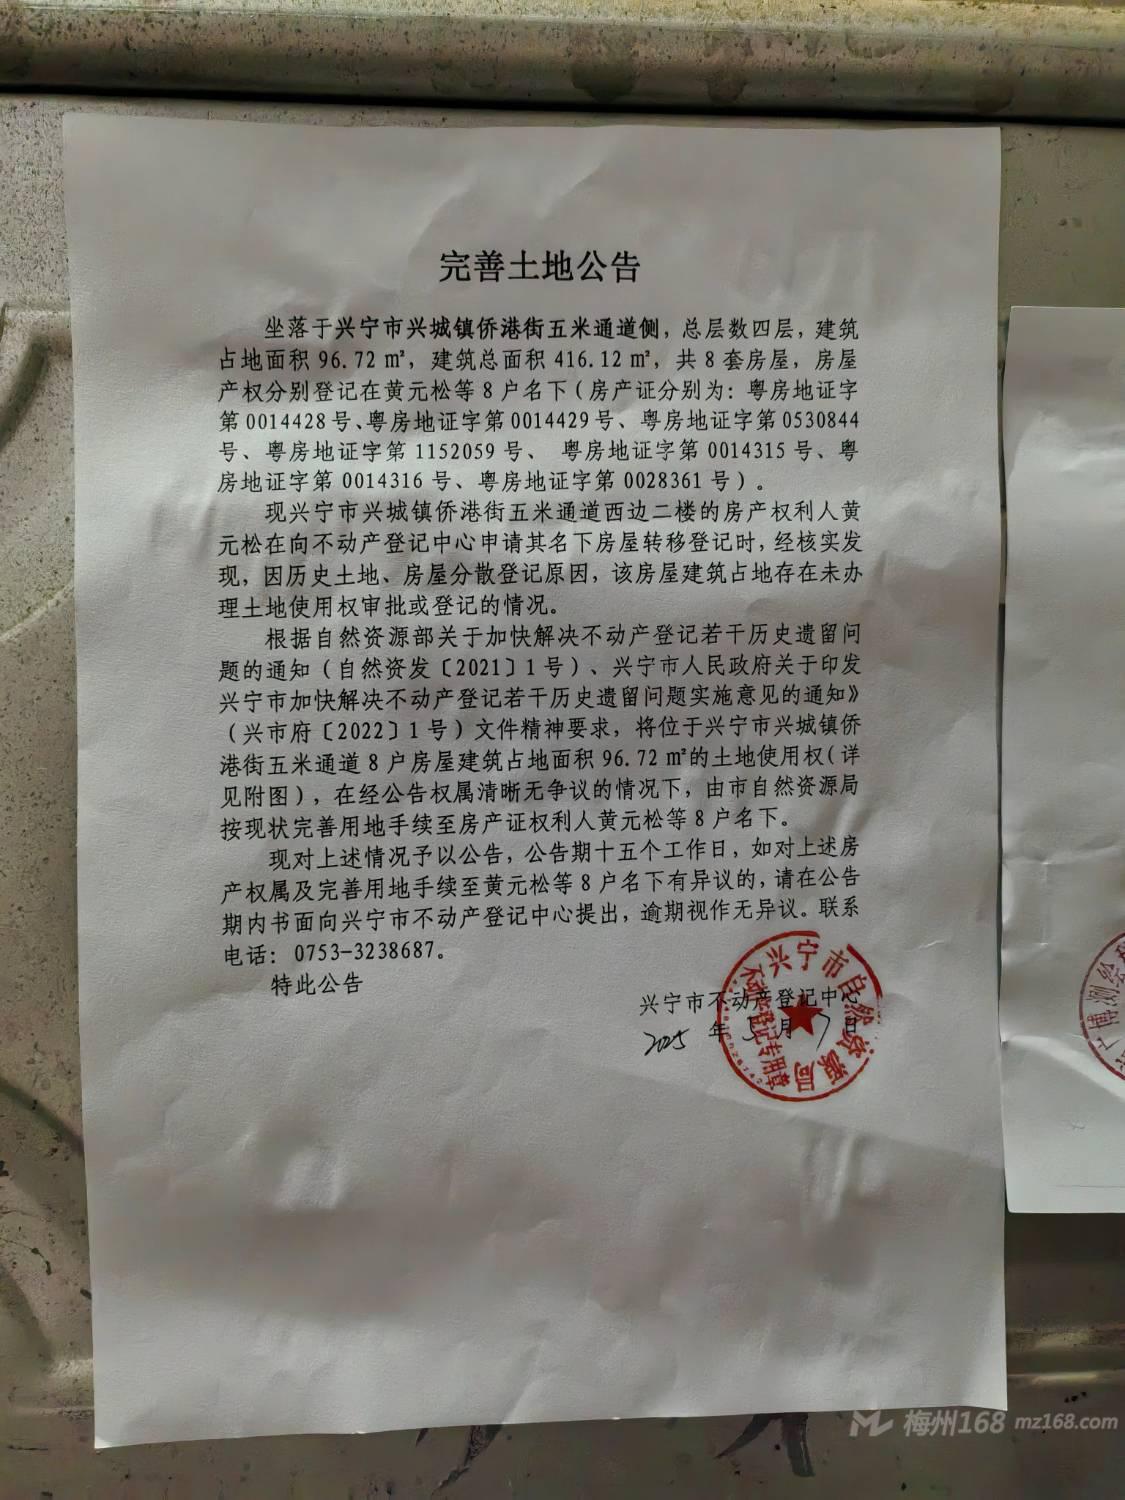 完善土地公告
坐落于兴宁市兴城镇侨港街五米通道侧，总层数四层，建筑
占地面积 96.72 ㎡，建筑总面积 416.12 ㎡，共 8 套房屋，房屋
产权分别登记在黄元松等 8 户名下（房产证分别为：粤房地证字
第 0014428 号、粤房地证字第 0014429 号、粤房地证字第 0530844
号、粤房地证字第 1152059 号、 粤房地证字第 0014315 号、粤
房地证字第 0014316 号、粤房地证字第 0028361 号）。
现兴宁市兴城镇侨港街五米通道西边二楼的房产权利人黄
元松在向不动产登记中心申请其名下房屋转移登记时，经核实发
现，因历史土地、房屋分散登记原因，该房屋建筑占地存在未办
理土地使用权审批或登记的情况。
根据自然资源部关于加快解决不动产登记若干历史遗留问
题的通知（自然资发〔2021〕1 号）、兴宁市人民政府关于印发
兴宁市加快解决不动产登记若干历史遗留问题实施意见的通知》
（兴市府〔2022〕1 号）文件精神要求，将位于兴宁市兴城镇侨
港街五米通道 8 户房屋建筑占地面积 96.72 ㎡的土地使用权（详
见附图），在经公告权属清晰无争议的情况下，由市自然资源局
按现状完善用地手续至房产证权利人黄元松等 8 户名下。
现对上述情况予以公告，公告期十五个工作日，如对上述房
产权属及完善用地手续至黄元松等 8 户名下有异议的，请在公告
期内书面向兴宁市不动产登记中心提出，逾期视作无异议。联系
电话：0753-3238687。
特此公告
兴宁市不动产登记中心
2025 年 5 月 7 日
兴宁市自然资源局
不动产登记专用章
博测绘
梅州168 mz168.com